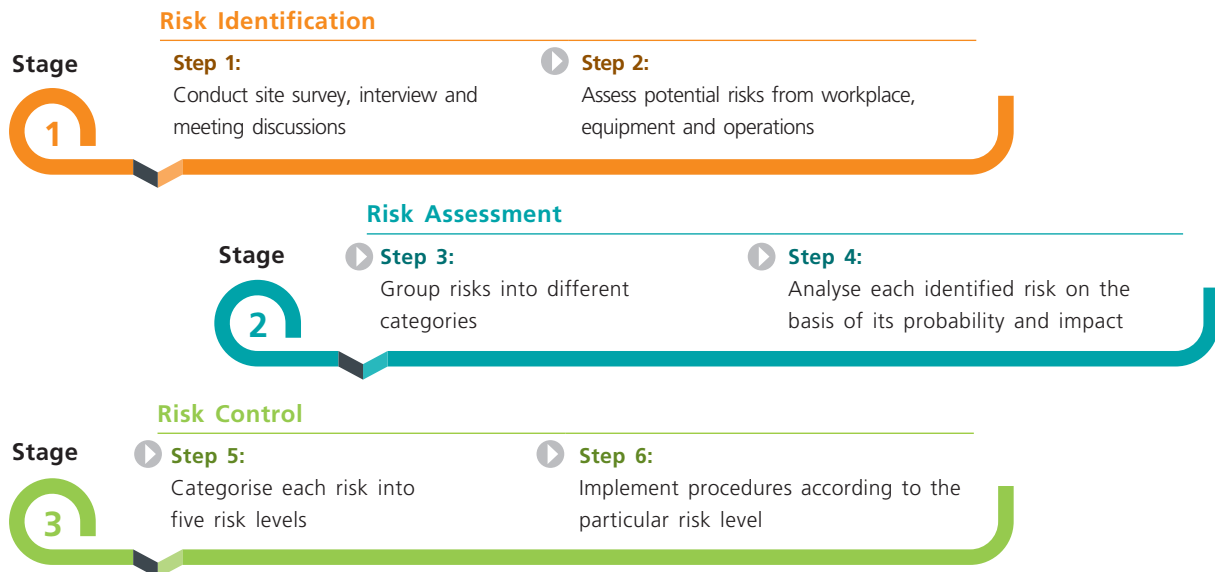 Risk Identification
Stage
1
Step 1:
Conduct site survey, interview and
meeting discussions
Step 2:
Assess potential risks from workplace,
equipment and operations
Risk Assessment
Stage
2
Step 3:
Group risks into different
categories
Step 4:
Analyse each identified risk on the
basis of its probability and impact
Risk Control
Stage
3
Step 5:
Categorise each risk into
five risk levels
Step 6:
Implement procedures according to the
particular risk level